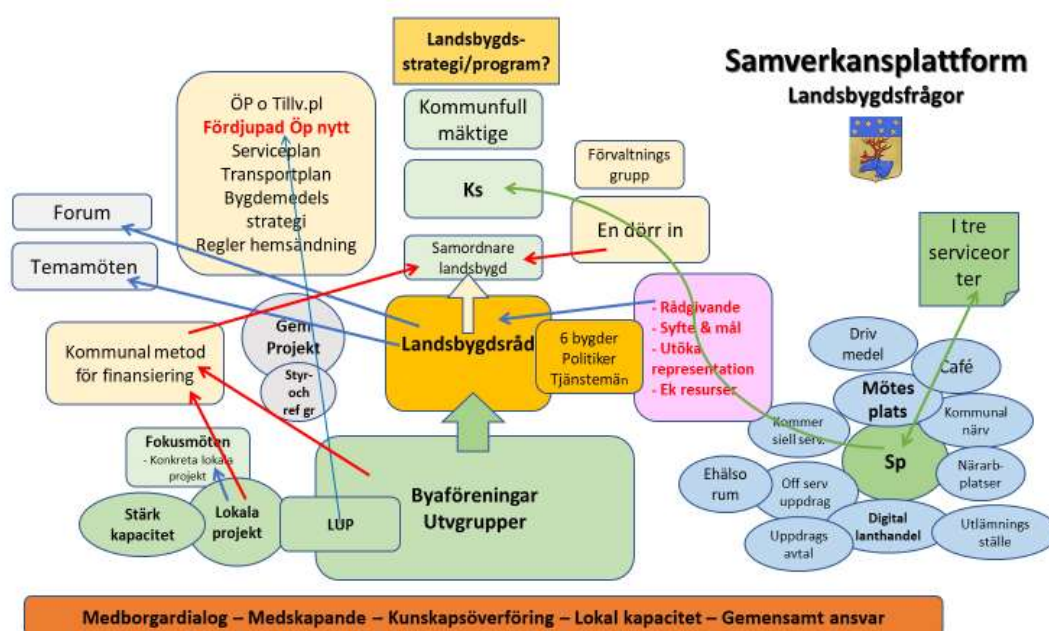 Landsbygds-
strategi/program?
Samverkansplattform
Landsbygdsfrågor
ÖP o Tillv.pl
Fördjupad Öp nytt
Serviceplan
Transportplan
Bygdemedels
strategi
Regler hemsändning
Kommunfull
mäktige
Ks
Förvaltnings
grupp
En dörr in
Forum
Temamöten
Samordnare
landsbygd
I tre
serviceor
ter
Gem
Projekt
Styr-
och ref gr
Landsbygdsråd
6 bygder
Politiker
Tjänstemän
- Rådgivande
- Syfte & mål
- Utöka
representation
- Ek resurser
Kommunal metod
för finansiering
Driv
medel
Café
Mötes
plats
Kommer
siell serv.
Kommunal
närv
Sp
Närarb-
platser
Ehälso
rum
Off serv
uppdrag
Digital
lanthandel
Utlämnings
ställe
Uppdrags
avtal
Fokusmöten
- Konkreta lokala
projekt
Stärk
kapacitet
Lokala
projekt
LUP
Byaföreningar
Utvgrupper
Medborgardialog – Medskapande – Kunskapsöverföring – Lokal kapacitet – Gemensamt ansvar